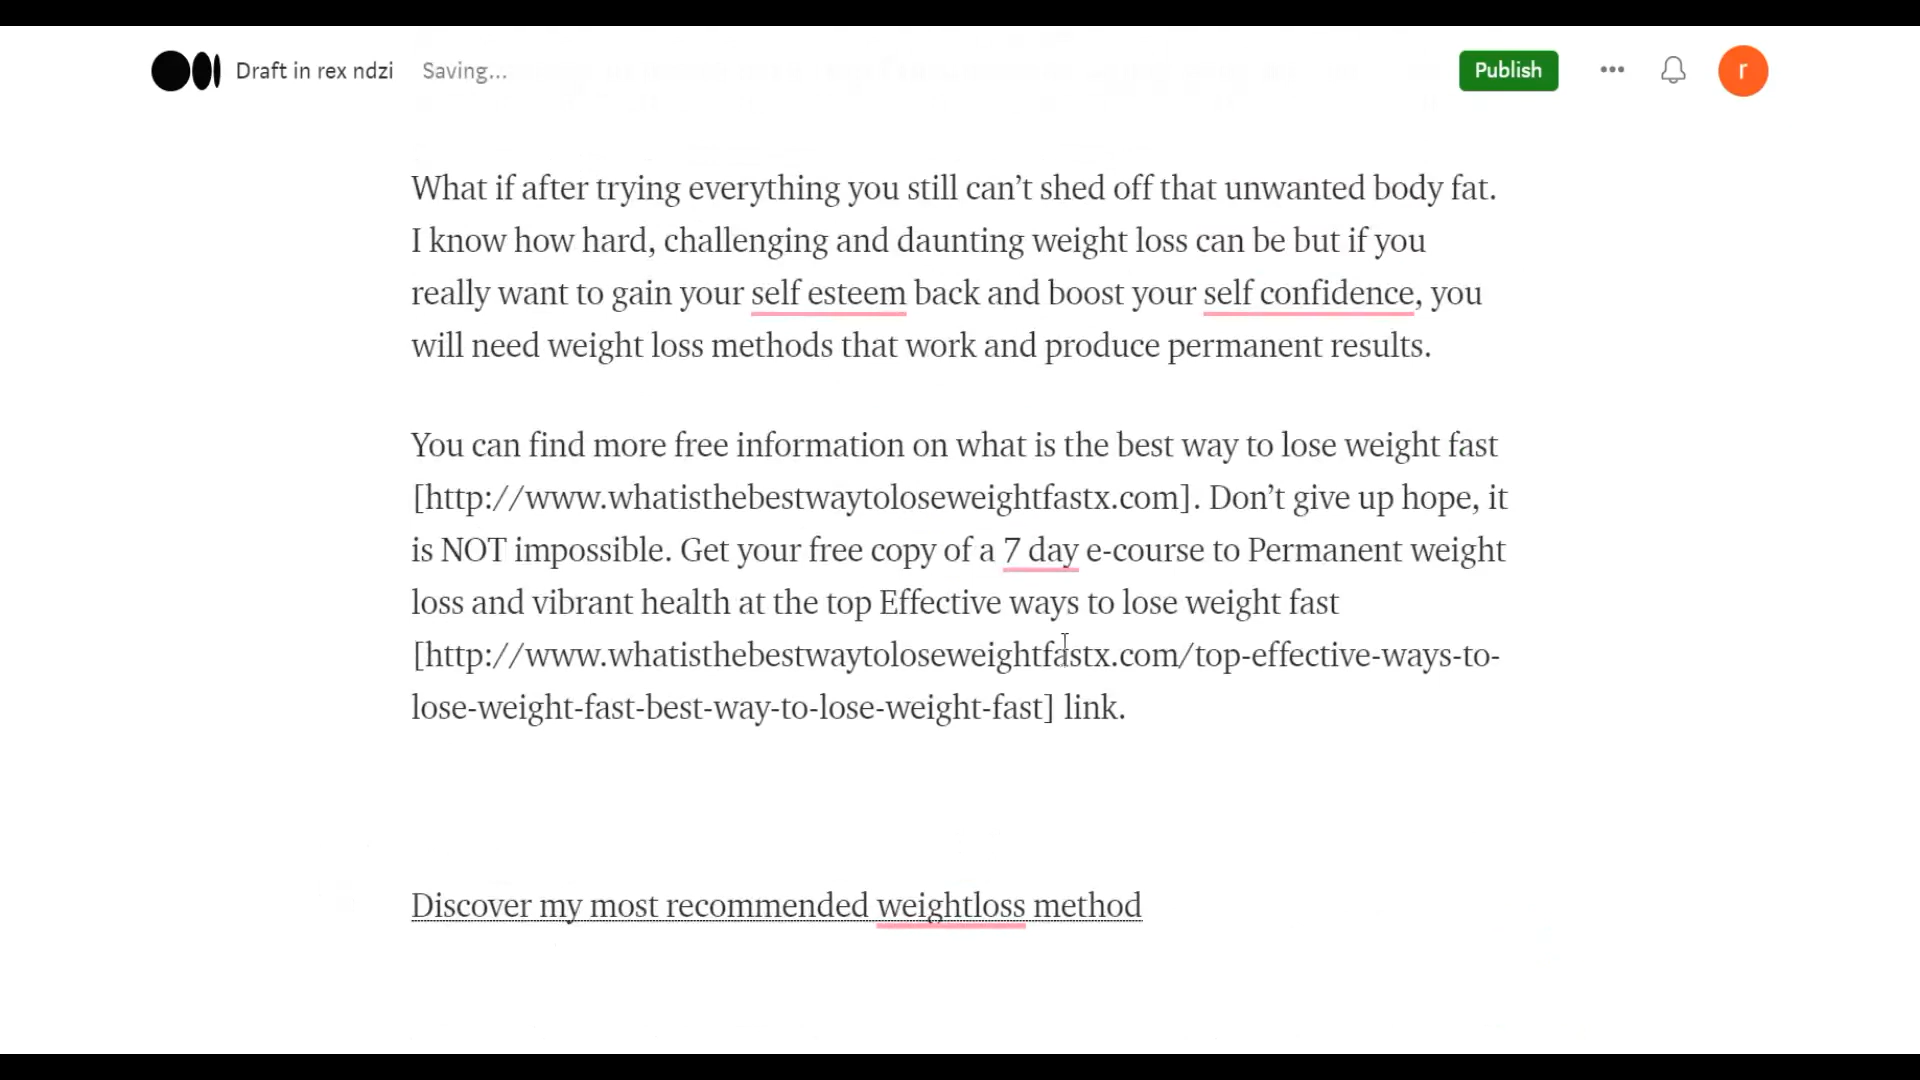 Draft in rex ndzi Saving... Publish r
What if after trying everything you still can’t shed off that unwanted body fat.
I know how hard, challenging and daunting weight loss can be but if you
really want to gain your self esteem back and boost your self confidence, you
will need weight loss methods that work and produce permanent results.
You can find more free information on what is the best way to lose weight fast
[http://www.whatisthebestwaytoloseweightfastx.com]. Don’t give up hope, it
is NOT impossible. Get your free copy of a 7 day e-course to Permanent weight
loss and vibrant health at the top Effective ways to lose weight fast
[http://www.whatisthebestwaytoloseweightfastx.com/top-effective-ways-to-
lose-weight-fast-best-way-to-lose-weight-fast] link.
Discover my most recommended weightloss method